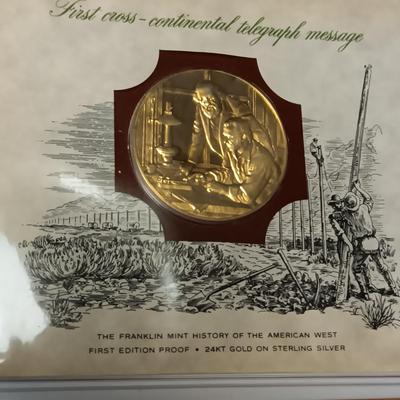 First cross-continental telegraph message
THE FRANKLIN MINT HISTORY OF THE AMERICAN WEST
FIRST EDITION PROOF • 24KT GOLD ON STERLING SILVER